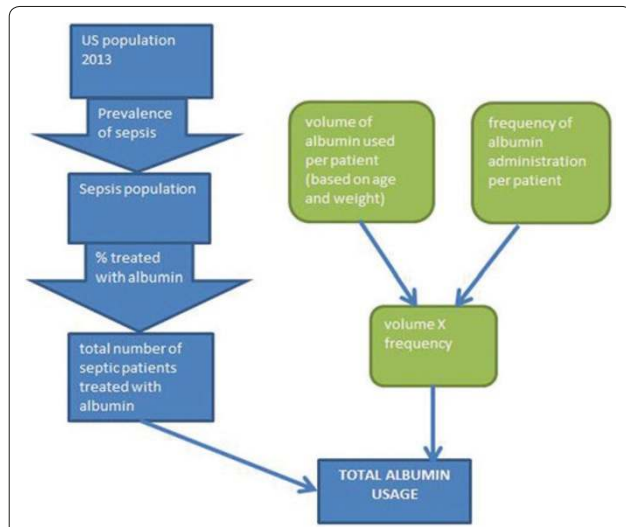 US population
2013
Prevalence
of sepsis
Sepsis population
% treated
with albumin
total number of
septic patients
treated with
albumin
volume of
albumin used
per patient
(based on age
and weight)
frequency of
albumin
administration
per patient
volume X
frequency
TOTAL ALBUMIN
USAGE